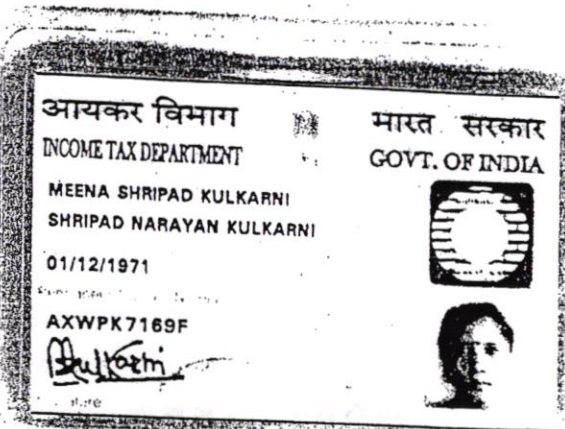 आयकर विभाग
भारत सरकार
INCOME TAX DEPARTMENT
GOVT. OF INDIA
MEENA SHRIPAD KULKARNI
SHRIPAD NARAYAN KULKARNI
01/12/1971
AXWPK7169F